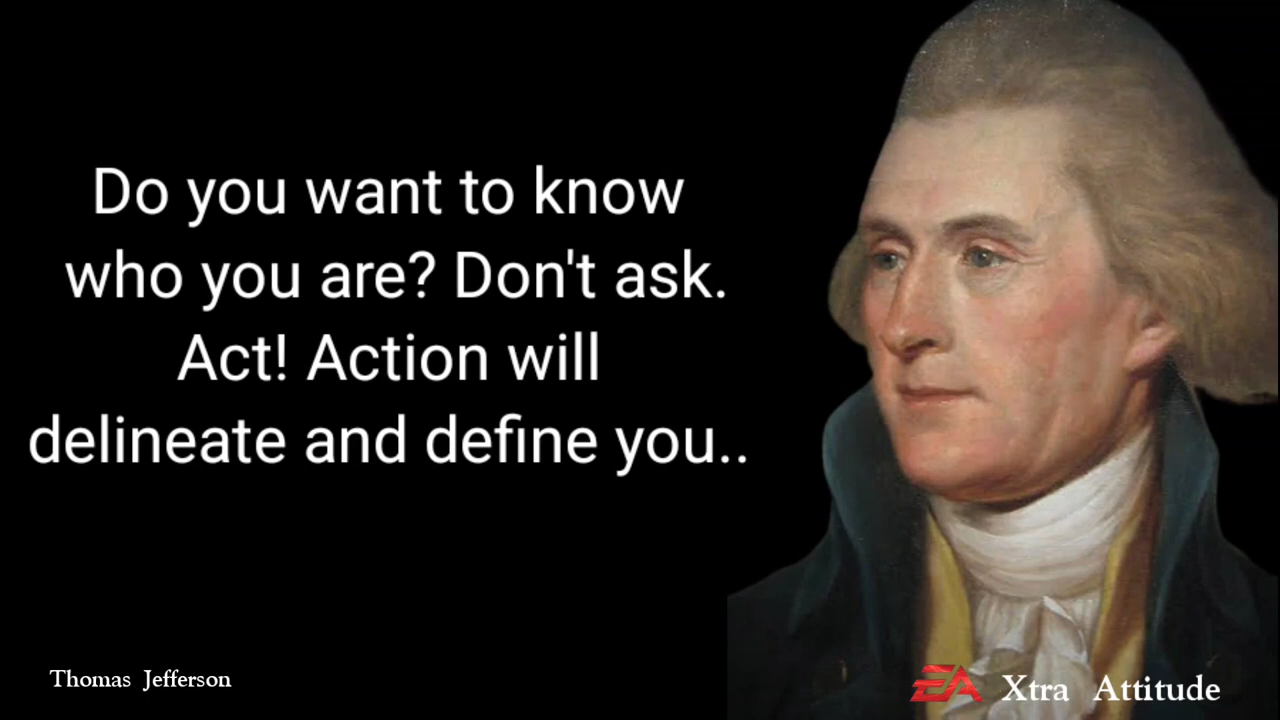 Do you want to know
who you are? Don't ask.
Act! Action will
delineate and define you..
Thomas Jefferson
EA Xtra Attitude